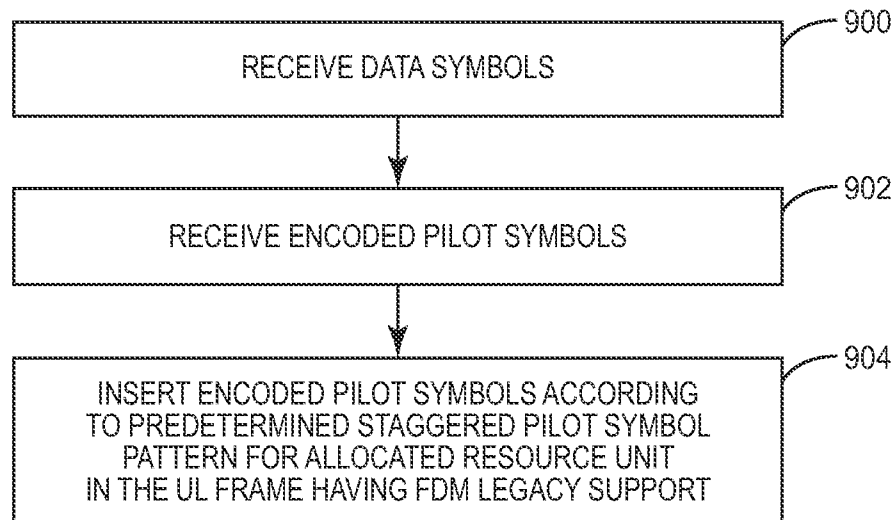 900
RECEIVE DATA SYMBOLS
902
RECEIVE ENCODED PILOT SYMBOLS
904
INSERT ENCODED PILOT SYMBOLS ACCORDING
TO PREDETERMINED STAGGERED PILOT SYMBOL
PATTERN FOR ALLOCATED RESOURCE UNIT
IN THE UL FRAME HAVING FDM LEGACY SUPPORT